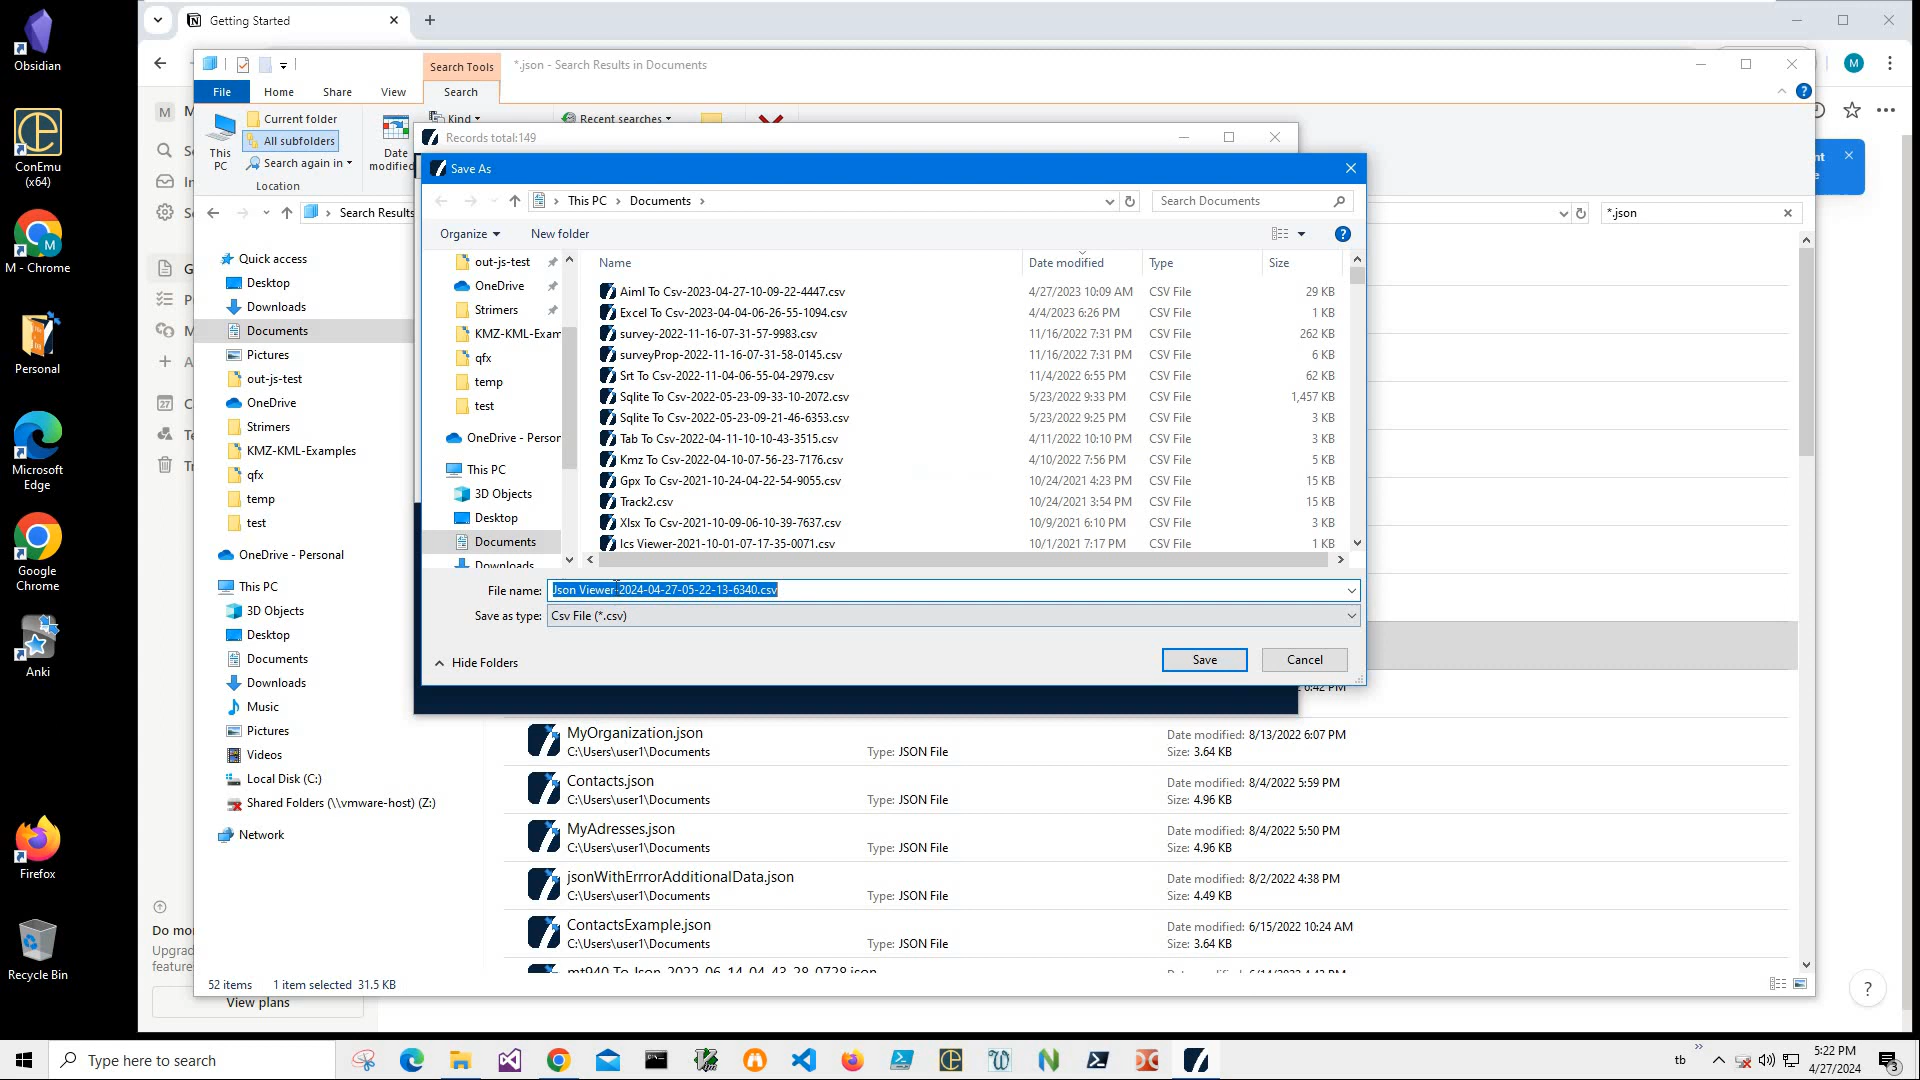 Obsidian
ConEmu
(x64)
M - Chrome
Personal
Microsoft
Edge
Google
Chrome
Anki
Firefox
Recycle Bin
Getting Started
Search Tools
*.json - Search Results in Documents
File
Home
Share
View
Search
This
PC
Current folder
All subfolders
Search again in
Location
Date
modified
Kind
Recent searches
Search Results
*.json
Quick access
Desktop
Downloads
Documents
Pictures
out-js-test
OneDrive
Strimers
KMZ-KML-Examples
qfx
temp
test
OneDrive - Personal
This PC
3D Objects
Desktop
Documents
Downloads
Music
Pictures
Videos
Local Disk (C:)
Shared Folders (\\vmware-host) (Z:)
Network
Records total:149
Save As
This PC
Documents
Search Documents
Organize
New folder
out-js-test
OneDrive
Strimers
KMZ-KML-Exam
qfx
temp
test
OneDrive - Person
This PC
3D Objects
Desktop
Documents
Downloads
Name Date modified Type Size
Aiml To Csv-2023-04-27-10-09-22-4447.csv 4/27/2023 10:09 AM CSV File 29 KB
Excel To Csv-2023-04-04-06-26-55-1094.csv 4/4/2023 6:26 PM CSV File 1 KB
survey-2022-11-16-07-31-57-9983.csv 11/16/2022 7:31 PM CSV File 262 KB
surveyProp-2022-11-16-07-31-58-0145.csv 11/16/2022 7:31 PM CSV File 6 KB
Srt To Csv-2022-11-04-06-55-04-2979.csv 11/4/2022 6:55 PM CSV File 62 KB
Sqlite To Csv-2022-05-23-09-33-10-2072.csv 5/23/2022 9:33 PM CSV File 1,457 KB
Sqlite To Csv-2022-05-23-09-21-46-6353.csv 5/23/2022 9:25 PM CSV File 3 KB
Tab To Csv-2022-04-11-10-10-43-3515.csv 4/11/2022 10:10 PM CSV File 3 KB
Kmz To Csv-2022-04-10-07-56-23-7176.csv 4/10/2022 7:56 PM CSV File 5 KB
Gpx To Csv-2021-10-24-04-22-54-9055.csv 10/24/2021 4:23 PM CSV File 15 KB
Track2.csv 10/24/2021 3:54 PM CSV File 15 KB
Xlsx To Csv-2021-10-09-06-10-39-7637.csv 10/9/2021 6:10 PM CSV File 3 KB
Ics Viewer-2021-10-01-07-17-35-0071.csv 10/1/2021 7:17 PM CSV File 1 KB
File name: Json Viewer-2024-04-27-05-22-13-6340.csv
Save as type: Csv File (*.csv)
Hide Folders
Save
Cancel
6:42 PM
MyOrganization.json
C:\Users\user1\Documents
Type: JSON File
Date modified: 8/13/2022 6:07 PM
Size: 3.64 KB
Contacts.json
C:\Users\user1\Documents
Type: JSON File
Date modified: 8/4/2022 5:59 PM
Size: 4.96 KB
MyAdresses.json
C:\Users\user1\Documents
Type: JSON File
Date modified: 8/4/2022 5:50 PM
Size: 4.96 KB
jsonWithErrrorAdditionalData.json
C:\Users\user1\Documents
Type: JSON File
Date modified: 8/2/2022 4:38 PM
Size: 4.49 KB
ContactsExample.json
C:\Users\user1\Documents
Type: JSON File
Date modified: 6/15/2022 10:24 AM
Size: 3.64 KB
mt940 To Json-2022-06-14-04-43-28-0728.json
52 items
1 item selected 31.5 KB
Do mor
Upgrad
feature
View plans
Type here to search
tb
5:22 PM
4/27/2024
3